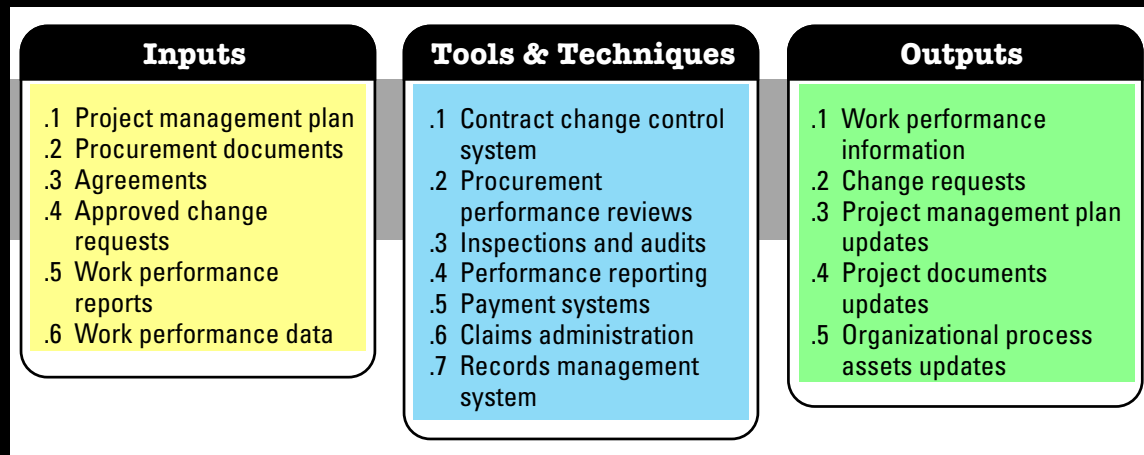 Inputs
.1 Project management plan
.2 Procurement documents
.3 Agreements
.4 Approved change
requests
.5 Work performance
reports
.6 Work performance data
Tools & Techniques
.1 Contract change control
system
.2 Procurement
performance reviews
.3 Inspections and audits
.4 Performance reporting
.5 Payment systems
.6 Claims administration
.7 Records management
system
Outputs
.1 Work performance
information
.2 Change requests
.3 Project management plan
updates
.4 Project documents
updates
.5 Organizational process
assets updates